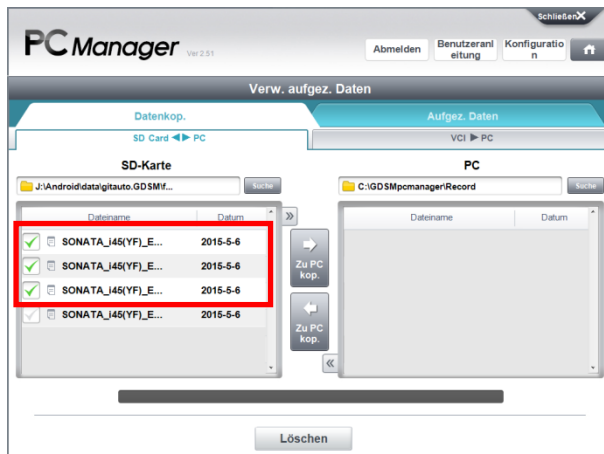 Schließen X
PC Manager Ver 2.51
Abmelden
Benutzeranl
eitung
Konfiguratio
n
Verw. aufgez. Daten
Datenkop.
Aufgez. Daten
SD Card ◀▶ PC
VCI ▶ PC
SD-Karte
PC
J:\Android\data\gitauto.GDSM\f...
Suche
C:\GDSMpcmanager\Record
Suche
Dateiname Datum
Dateiname Datum
SONATA_i45(YF)_E... 2015-5-6
SONATA_i45(YF)_E... 2015-5-6
SONATA_i45(YF)_E... 2015-5-6
SONATA_i45(YF)_E... 2015-5-6
Zu PC
kop.
Zu PC
kop.
Löschen